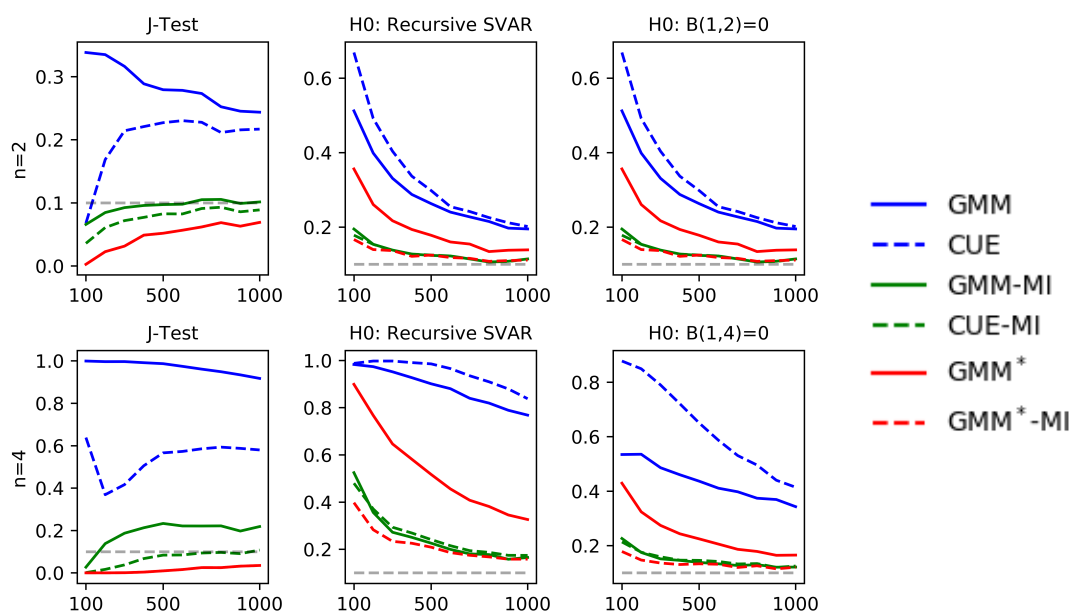 J-Test
H0: Recursive SVAR
H0: B(1,2)=0
n=2
0.3
0.2
0.1
0.0
100 500 1000
0.6
0.4
0.2
100 500 1000
0.6
0.4
0.2
100 500 1000
J-Test
H0: Recursive SVAR
H0: B(1,4)=0
n=4
1.0
0.8
0.6
0.4
0.2
0.0
100 500 1000
1.0
0.8
0.6
0.4
0.2
100 500 1000
0.8
0.6
0.4
0.2
100 500 1000
GMM
CUE
GMM-MI
CUE-MI
GMM*
GMM*-MI